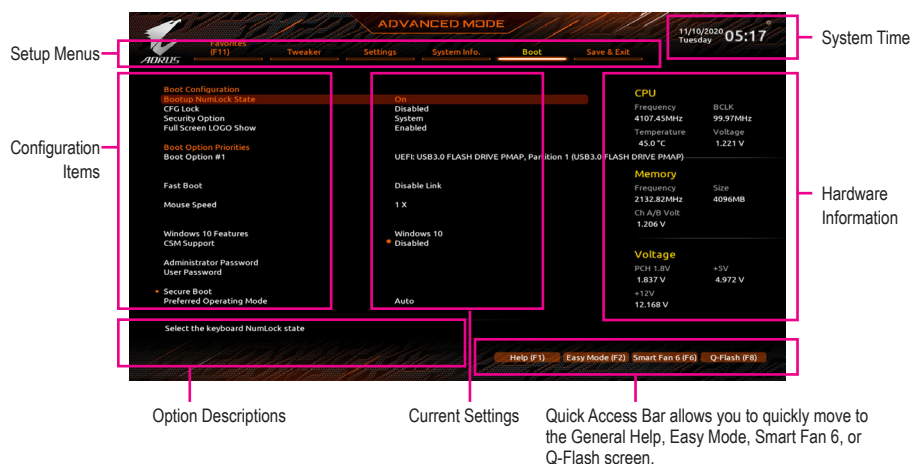 ADVANCED MODE
11/10/2020 Tuesday 05:17
System Time
Setup Menus
AORUS
Favorites (F11) Tweaker Settings System Info. Boot Save & Exit
Configuration Items
Boot Configuration
Bootup NumLock State On
CFG Lock Disabled
Security Option System
Full Screen LOGO Show Enabled
Boot Option Priorities
Boot Option #1 UEFI: USB3.0 FLASH DRIVE PMAP, Partition 1 (USB3.0 FLASH DRIVE PMAP)
Fast Boot Disable Link
Mouse Speed 1 X
Windows 10 Features Windows 10
CSM Support * Disabled
Administrator Password
User Password
Secure Boot
Preferred Operating Mode Auto
CPU
Frequency BCLK
4107.45MHz 99.97MHz
Temperature Voltage
45.0 °C 1.221 V
Memory
Frequency Size
2132.82MHz 4096MB
Ch A/B Volt
1.206 V
Voltage
PCH 1.8V +5V
1.837 V 4.972 V
+12V
12.168 V
Hardware
Information
Select the keyboard NumLock state
Help (F1) Easy Mode (F2) Smart Fan 6 (F6) Q-Flash (F8)
Option Descriptions
Current Settings
Quick Access Bar allows you to quickly move to
the General Help, Easy Mode, Smart Fan 6, or
Q-Flash screen.